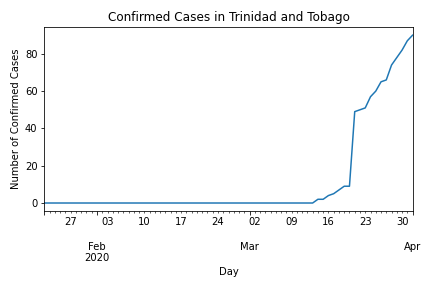 Confirmed Cases in Trinidad and Tobago
Number of Confirmed Cases
80
60
40
20
0
27 03 10 17 24 02 09 16 23 30
Feb Mar Apr
2020
Day